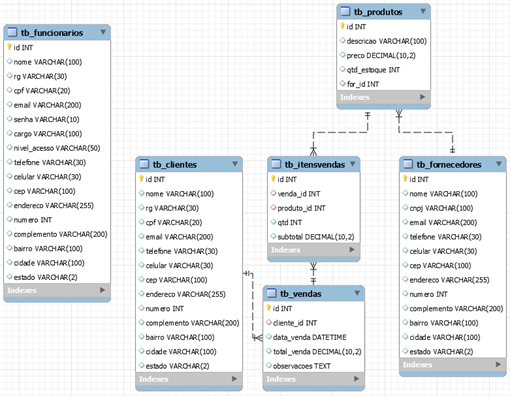 tb_funcionarios
id INT
nome VARCHAR(100)
rg VARCHAR(30)
cpf VARCHAR(20)
email VARCHAR(200)
senha VARCHAR(10)
cargo VARCHAR(100)
nivel_acesso VARCHAR(50)
telefone VARCHAR(30)
celular VARCHAR(30)
cep VARCHAR(100)
endereco VARCHAR(255)
numero INT
complemento VARCHAR(200)
bairro VARCHAR(100)
cidade VARCHAR(100)
estado VARCHAR(2)
Indexes
tb_produtos
id INT
descricao VARCHAR(100)
preco DECIMAL(10,2)
qtd_estoque INT
for_id INT
Indexes
tb_clientes
id INT
nome VARCHAR(100)
rg VARCHAR(30)
cpf VARCHAR(20)
email VARCHAR(200)
telefone VARCHAR(30)
celular VARCHAR(30)
cep VARCHAR(100)
endereco VARCHAR(255)
numero INT
complemento VARCHAR(200)
bairro VARCHAR(100)
cidade VARCHAR(100)
estado VARCHAR(2)
Indexes
tb_itensvendas
id INT
venda_id INT
produto_id INT
qtd INT
subtotal DECIMAL(10,2)
Indexes
tb_vendas
id INT
cliente_id INT
data_venda DATETIME
total_venda DECIMAL(10,2)
observacoes TEXT
Indexes
tb_fornecedores
id INT
nome VARCHAR(100)
cnpj VARCHAR(100)
email VARCHAR(200)
telefone VARCHAR(30)
celular VARCHAR(30)
cep VARCHAR(100)
endereco VARCHAR(255)
numero INT
complemento VARCHAR(200)
bairro VARCHAR(100)
cidade VARCHAR(100)
estado VARCHAR(2)
Indexes